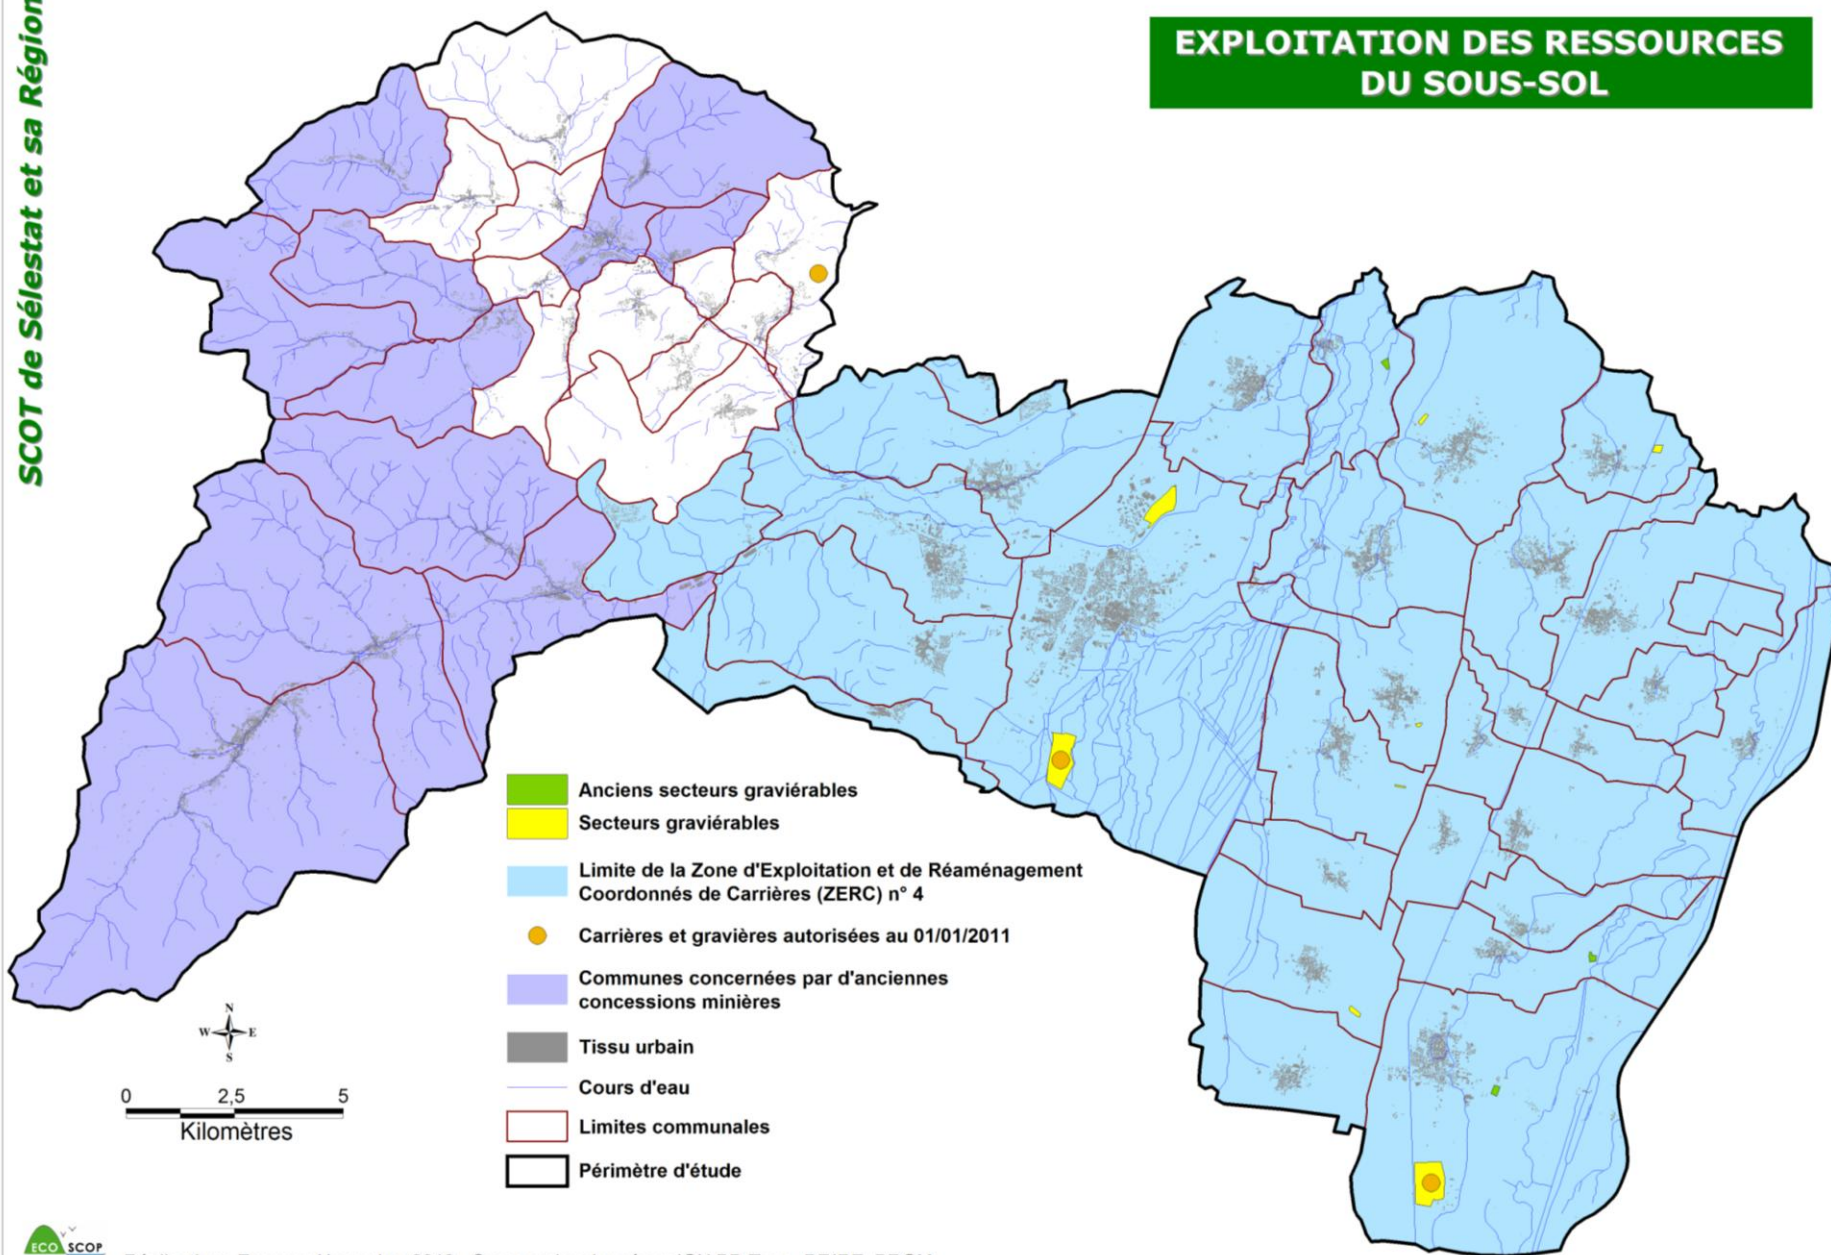 SCOT de Sélestat et sa Région
EXPLOITATION DES RESSOURCES
DU SOUS-SOL
Anciens secteurs graviérables
Secteurs graviérables
Limite de la Zone d'Exploitation et de Réaménagement
Coordonnés de Carrières (ZERC) n° 4
Carrières et gravières autorisées au 01/01/2011
Communes concernées par d'anciennes
concessions minières
Tissu urbain
Cours d'eau
Limites communales
Périmètre d'étude
N
W E
S
0 2,5 5
Kilomètres
ECO SCOP